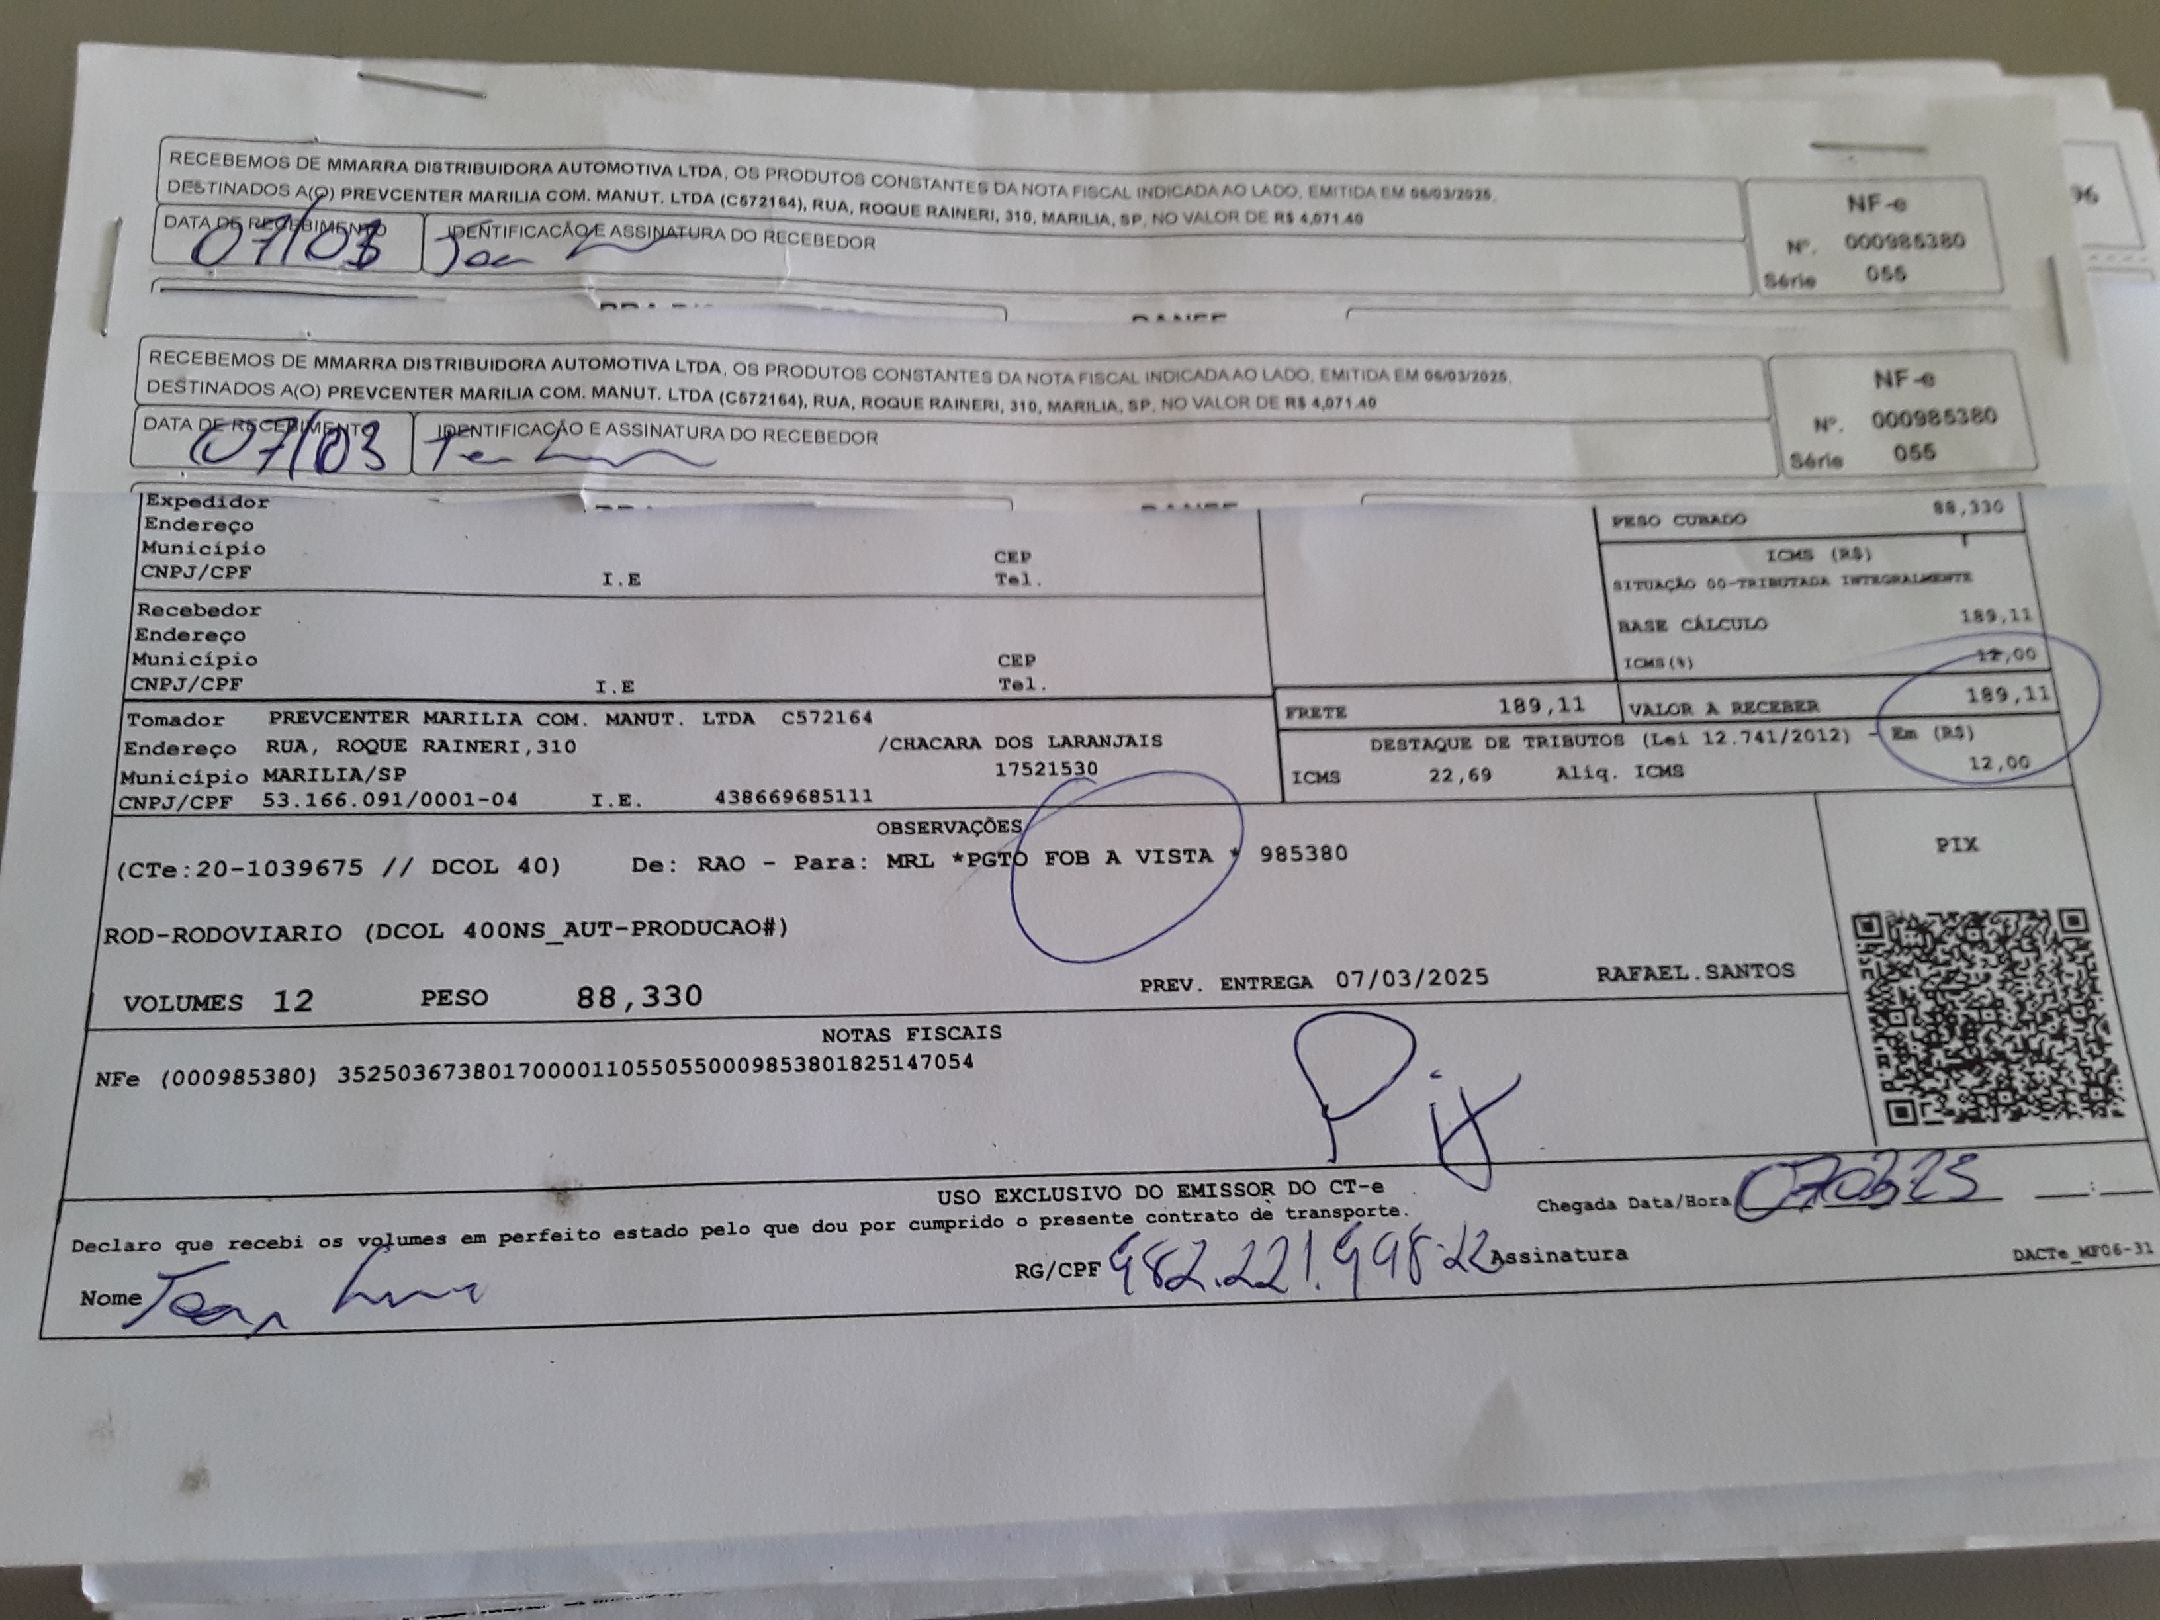 RECEBEMOS DE MMARRA DISTRIBUIDORA AUTOMOTIVA LTDA, OS PRODUTOS CONSTANTES DA NOTA FISCAL INDICADA AO LADO, EMITIDA EM 06/03/2025,
DESTINADOS A(O) PREVCENTER MARILIA COM. MANUT. LTDA (C572164), RUA, ROQUE RAINERI, 310, MARILIA, SP, NO VALOR DE R$ 4,071.40
DATA DE RECEBIMENTO
IDENTIFICAÇÃO E ASSINATURA DO RECEBEDOR
07/03
NF-e
Nº. 000985380
Série 055
96
DANFE
RECEBEMOS DE MMARRA DISTRIBUIDORA AUTOMOTIVA LTDA, OS PRODUTOS CONSTANTES DA NOTA FISCAL INDICADA AO LADO, EMITIDA EM 06/03/2025,
DESTINADOS A(O) PREVCENTER MARILIA COM. MANUT. LTDA (C572164), RUA, ROQUE RAINERI, 310, MARILIA, SP, NO VALOR DE R$ 4,071.40
DATA DE RECEBIMENTO
IDENTIFICAÇÃO E ASSINATURA DO RECEBEDOR
07/03
NF-e
Nº. 000985380
Série 055
DANFE
Expedidor
Endereço
Município CEP
CNPJ/CPF I.E Tel.
Recebedor
Endereço
Município CEP
CNPJ/CPF I.E Tel.
PESO CUBADO 88,330
ICMS (R$)
SITUAÇÃO 00-TRIBUTADA INTEGRALMENTE
BASE CÁLCULO 189,11
ICMS(%) 12,00
FRETE 189,11 VALOR A RECEBER 189,11
DESTAQUE DE TRIBUTOS (Lei 12.741/2012) - Em (R$)
ICMS 22,69 Aliq. ICMS 12,00
Tomador PREVCENTER MARILIA COM. MANUT. LTDA C572164
Endereço RUA, ROQUE RAINERI,310 /CHACARA DOS LARANJAIS
Município MARILIA/SP 17521530
CNPJ/CPF 53.166.091/0001-04 I.E. 438669685111
OBSERVAÇÕES
(CTe:20-1039675 // DCOL 40) De: RAO - Para: MRL *PGTO FOB A VISTA * 985380
ROD-RODOVIARIO (DCOL 400NS_AUT-PRODUCAO#)
VOLUMES 12 PESO 88,330 PREV. ENTREGA 07/03/2025 RAFAEL.SANTOS
PIX
NOTAS FISCAIS
NFe (000985380) 35250367380170000110550550009853801825147054
Pix
USO EXCLUSIVO DO EMISSOR DO CT-e
Declaro que recebi os volumes em perfeito estado pelo que dou por cumprido o presente contrato de transporte.
Chegada Data/Hora
Nome
RG/CPF 482.221.998-22 Assinatura
DACTe_MF06-31